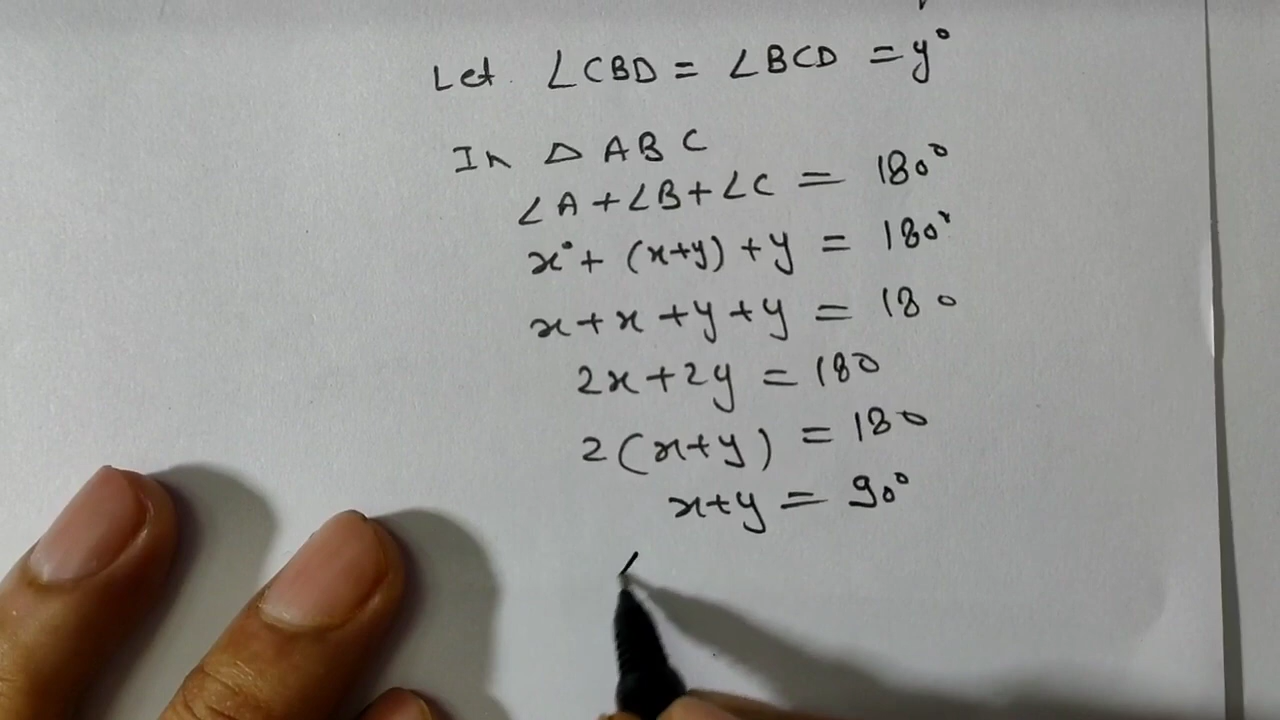 Let. ∠CBD = ∠BCD = y°
In △ABC
∠A + ∠B + ∠C = 180°
x° + (x+y) + y = 180°
x + x + y + y = 180
2x + 2y = 180
2(x+y) = 180
x+y = 90°